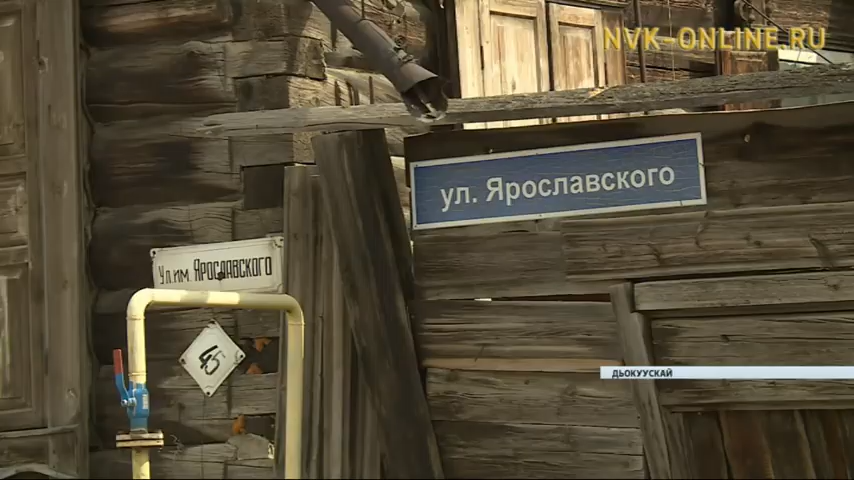 NVK-ONLINE.RU
ул. Ярославского
Ул. им. ЯРОСЛАВСКОГО
45
ДЬОКУУСКАЙ